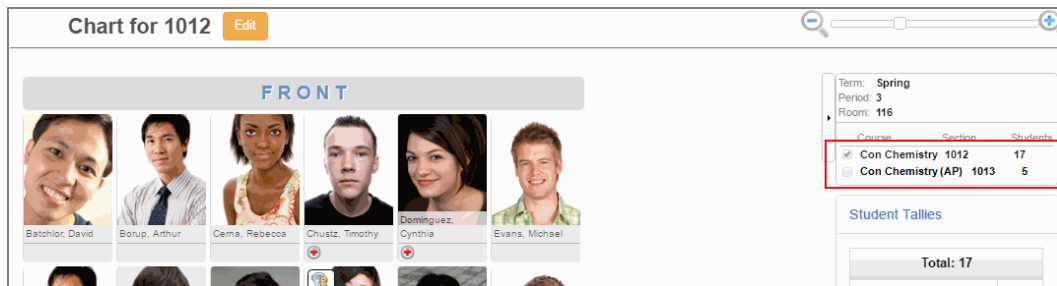 Chart for 1012 Edit
FRONT
Batchlor, David
Borup, Arthur
Cerna, Rebecca
Chustz, Timothy
Dominguez,
Cynthia
Evans, Michael
Term: Spring
Period: 3
Room: 116
Course Section Students
Con Chemistry 1012 17
Con Chemistry (AP) 1013 5
Student Tallies
Total: 17